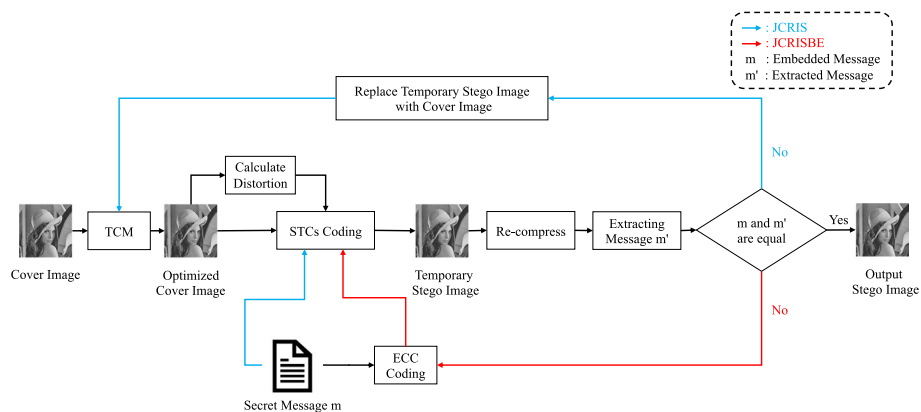 : JCRIS
: JCRISBE
m : Embedded Message
m' : Extracted Message
Replace Temporary Stego Image
with Cover Image
No
Calculate
Distortion
TCM
STCs Coding
Re-compress
Extracting
Message m'
m and m'
are equal
Yes
Cover Image
Optimized
Cover Image
Temporary
Stego Image
Output
Stego Image
No
ECC
Coding
Secret Message m